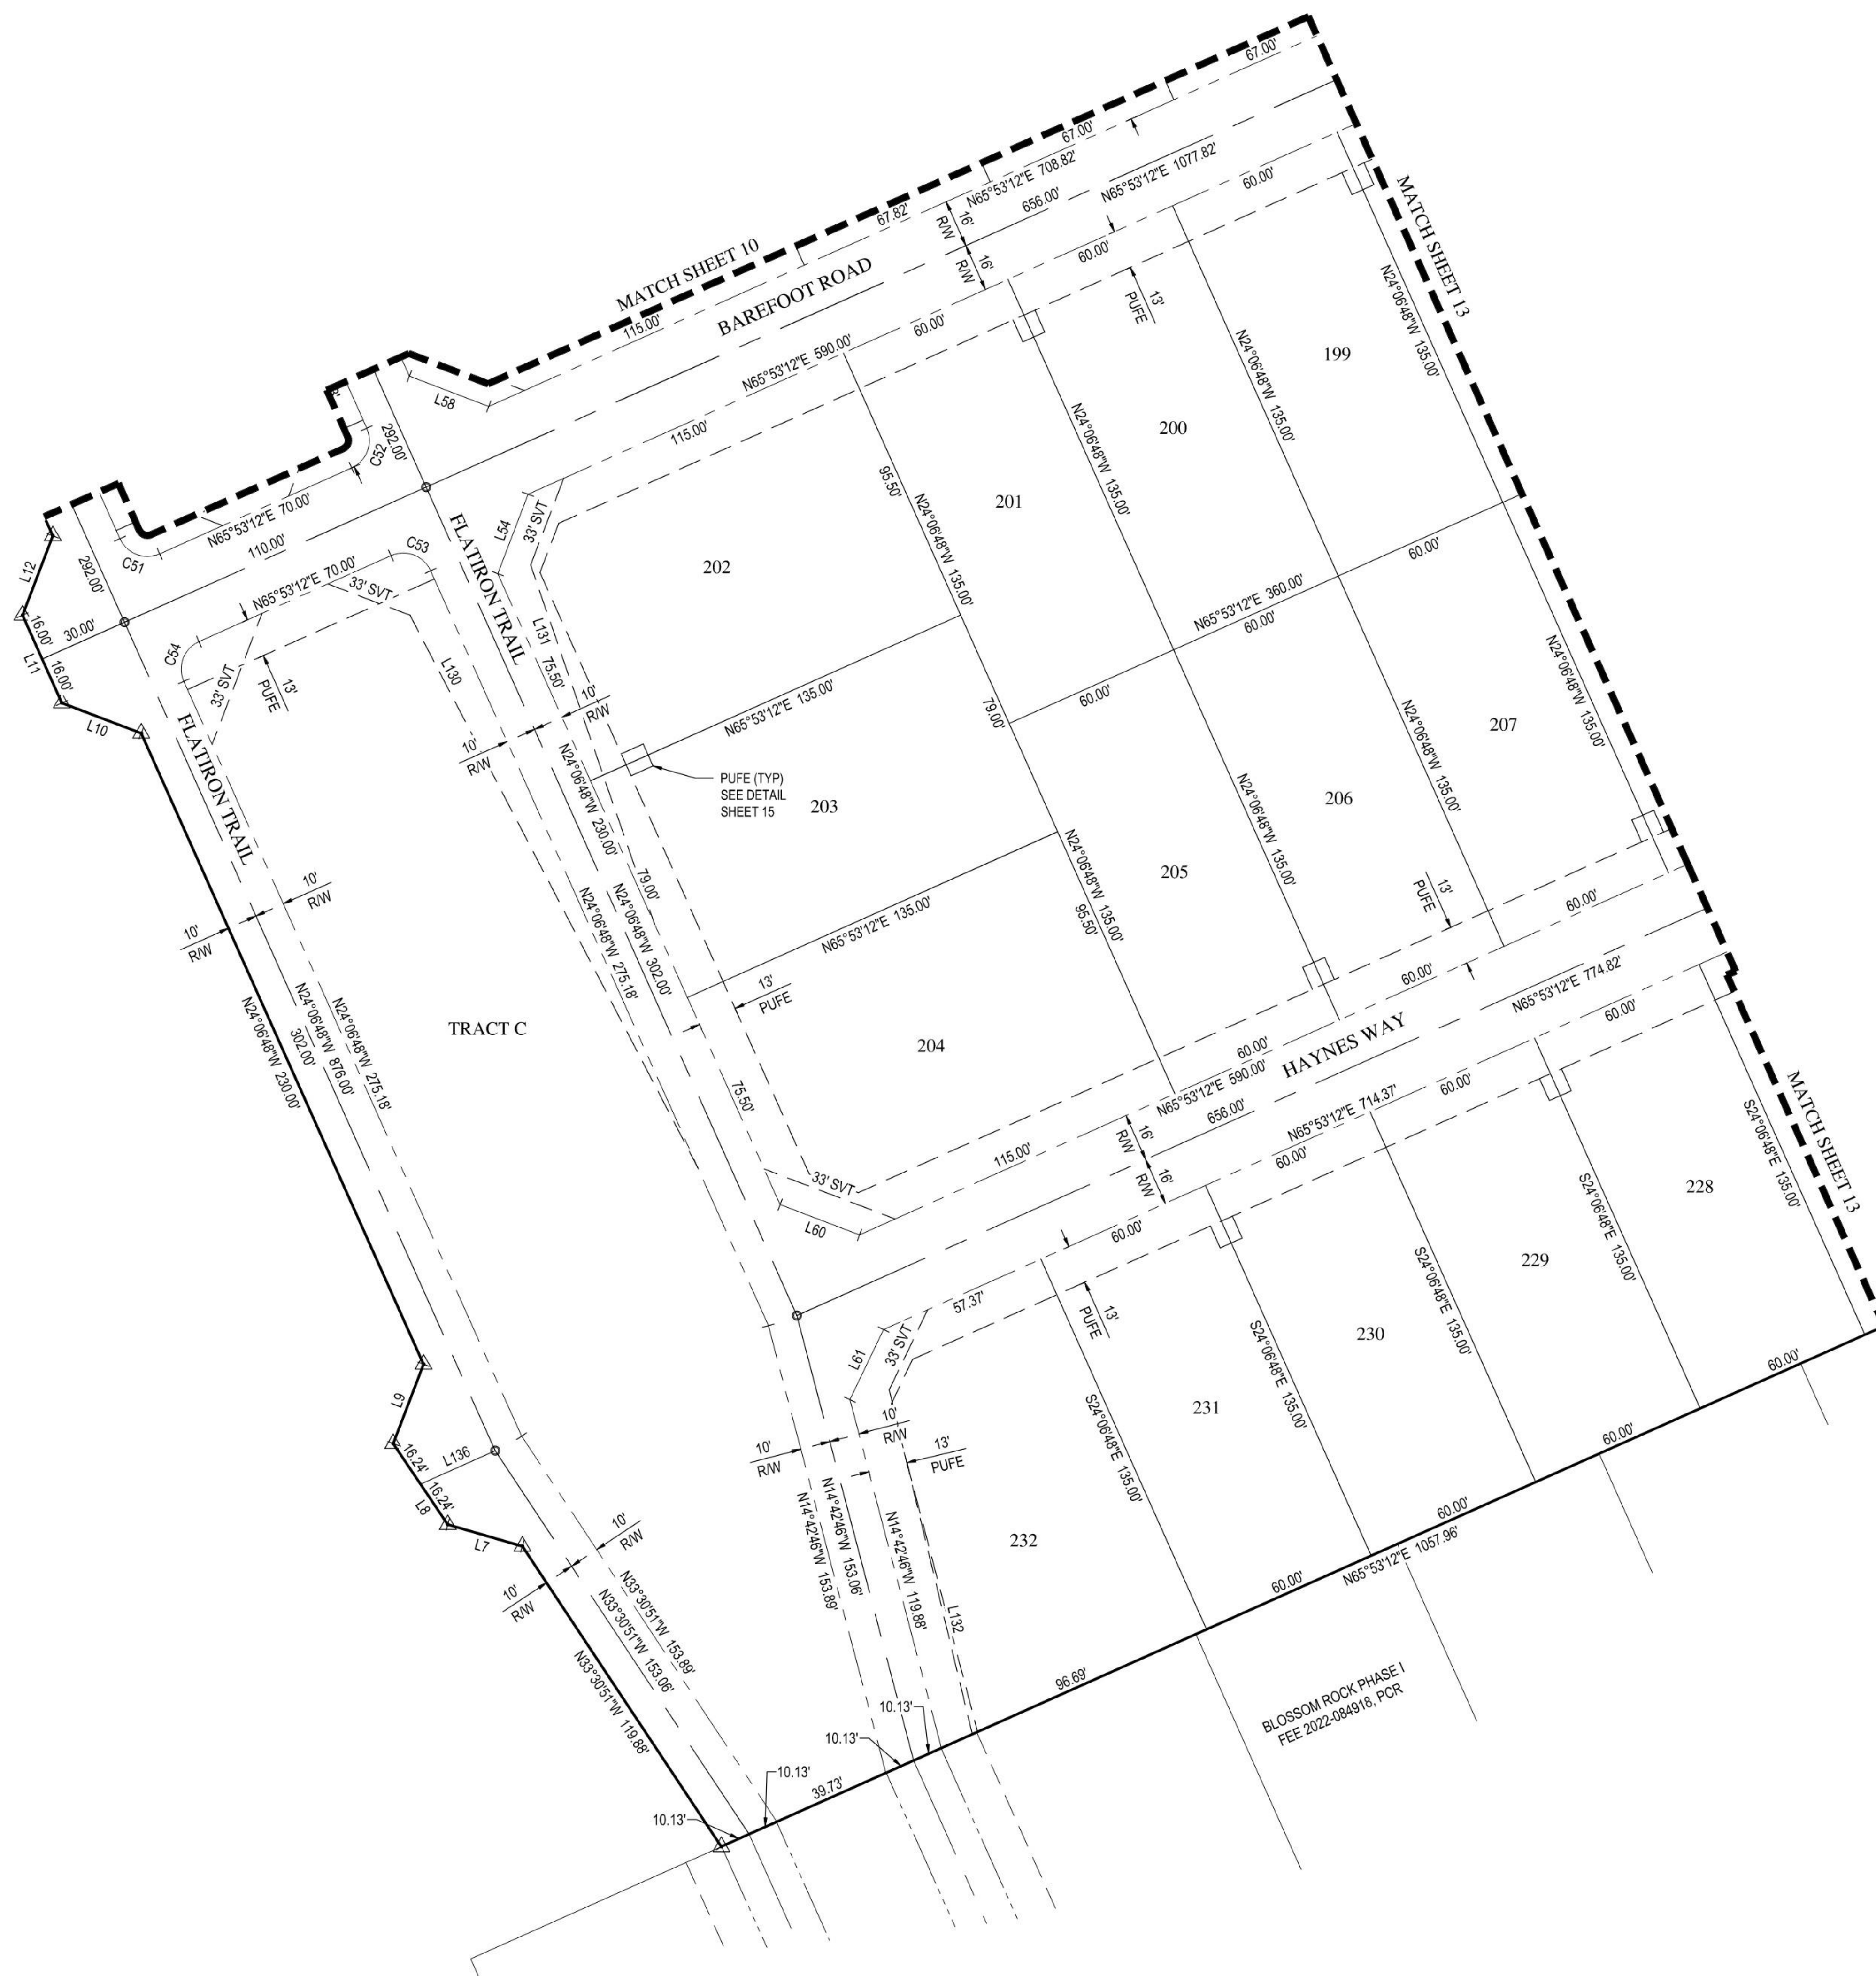 67.00'
67.00'
N65°53'12"E 708.82'
N65°53'12"E 1077.82'
656.00'
67.82'
16'
R/W
16'
R/W
60.00'
60.00'
MATCH SHEET 10
BAREFOOT ROAD
115.00'
N65°53'12"E 590.00'
60.00'
13'
PUFE
MATCH SHEET 13
N24°06'48"W 135.00'
N24°06'48"W 135.00'
199
L58
C52
292.00'
N65°53'12"E 70.00'
115.00'
N24°06'48"W 135.00'
200
95.50'
N24°06'48"W 135.00'
201
L54
33' SVT
FLATIRON TRAIL
202
110.00'
C51
C53
L12
292.00'
N65°53'12"E 70.00'
33' SVT
60.00'
N65°53'12"E 360.00'
60.00'
16.00'
30.00'
L11
16.00'
C54
33' SVT
13'
PUFE
L130
L131
75.50'
10'
R/W
N65°53'12"E 135.00'
79.00'
60.00'
N24°06'48"W 135.00'
207
L10
FLATIRON TRAIL
10'
R/W
N24°06'48"W 230.00'
PUFE (TYP)
SEE DETAIL
SHEET 15
203
N24°06'48"W 135.00'
206
N24°06'48"W 135.00'
10'
R/W
10'
R/W
79.00'
N24°06'48"W 302.00'
N24°06'48"W 275.18'
N65°53'12"E 135.00'
N24°06'48"W 135.00'
95.50'
205
13'
PUFE
60.00'
60.00'
N65°53'12"E 774.82'
13'
PUFE
N24°06'48"W 230.00'
N24°06'48"W 876.00'
302.00'
N24°06'48"W 275.18'
TRACT C
204
75.50'
60.00'
N65°53'12"E 590.00'
HAYNES WAY
656.00'
60.00'
60.00'
N65°53'12"E 714.37'
60.00'
16'
R/W
16'
R/W
MATCH SHEET 13
S24°06'48"E 135.00'
228
115.00'
33' SVT
L60
60.00'
S24°06'48"E 135.00'
229
57.37'
13'
PUFE
S24°06'48"E 135.00'
230
L61
33' SVT
S24°06'48"E 135.00'
231
S24°06'48"E 135.00'
60.00'
60.00'
60.00'
N65°53'12"E 1057.96'
60.00'
L9
16.24'
L136
16.24'
L8
L7
10'
R/W
10'
R/W
13'
PUFE
10'
R/W
10'
R/W
N14°42'46"W 153.89'
N14°42'46"W 153.06'
N14°42'46"W 119.88'
L132
232
N33°30'51"W 119.88'
N33°30'51"W 153.06'
N33°30'51"W 153.89'
96.69'
10.13'
10.13'
10.13'
39.73'
10.13'
BLOSSOM ROCK PHASE I
FEE 2022-084918, PCR